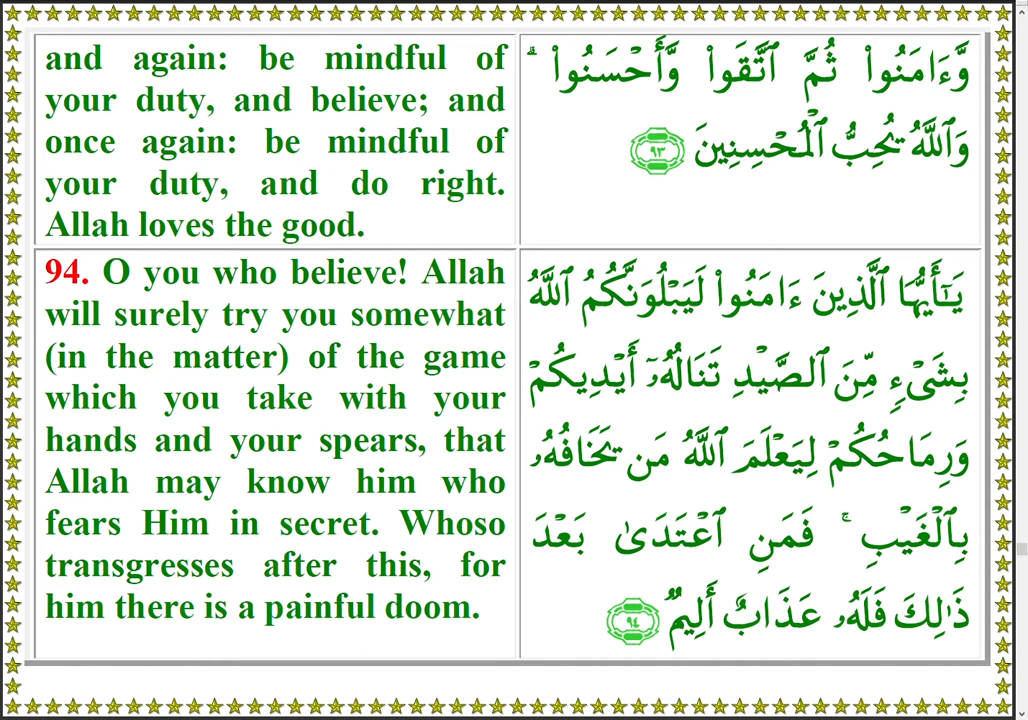 and again: be mindful of
your duty, and believe; and
once again: be mindful of
your duty, and do right.
Allah loves the good.
وَّءَامَنُوا۟ ثُمَّ ٱتَّقَوا۟ وَّأَحْسَنُوا۟ ۗ
وَٱللَّهُ يُحِبُّ ٱلْمُحْسِنِينَ ٩٣
94. O you who believe! Allah
will surely try you somewhat
(in the matter) of the game
which you take with your
hands and your spears, that
Allah may know him who
fears Him in secret. Whoso
transgresses after this, for
him there is a painful doom.
يَـٰٓأَيُّهَا ٱلَّذِينَ ءَامَنُوا۟ لَيَبْلُوَنَّكُمُ ٱللَّهُ
بِشَىْءٍ مِّنَ ٱلصَّيْدِ تَنَالُهُۥٓ أَيْدِيكُمْ
وَرِمَاحُكُمْ لِيَعْلَمَ ٱللَّهُ مَن يَخَافُهُۥ
بِٱلْغَيْبِ ۚ فَمَنِ ٱعْتَدَىٰ بَعْدَ
ذَٰلِكَ فَلَهُۥ عَذَابٌ أَلِيمٌ ٩٤